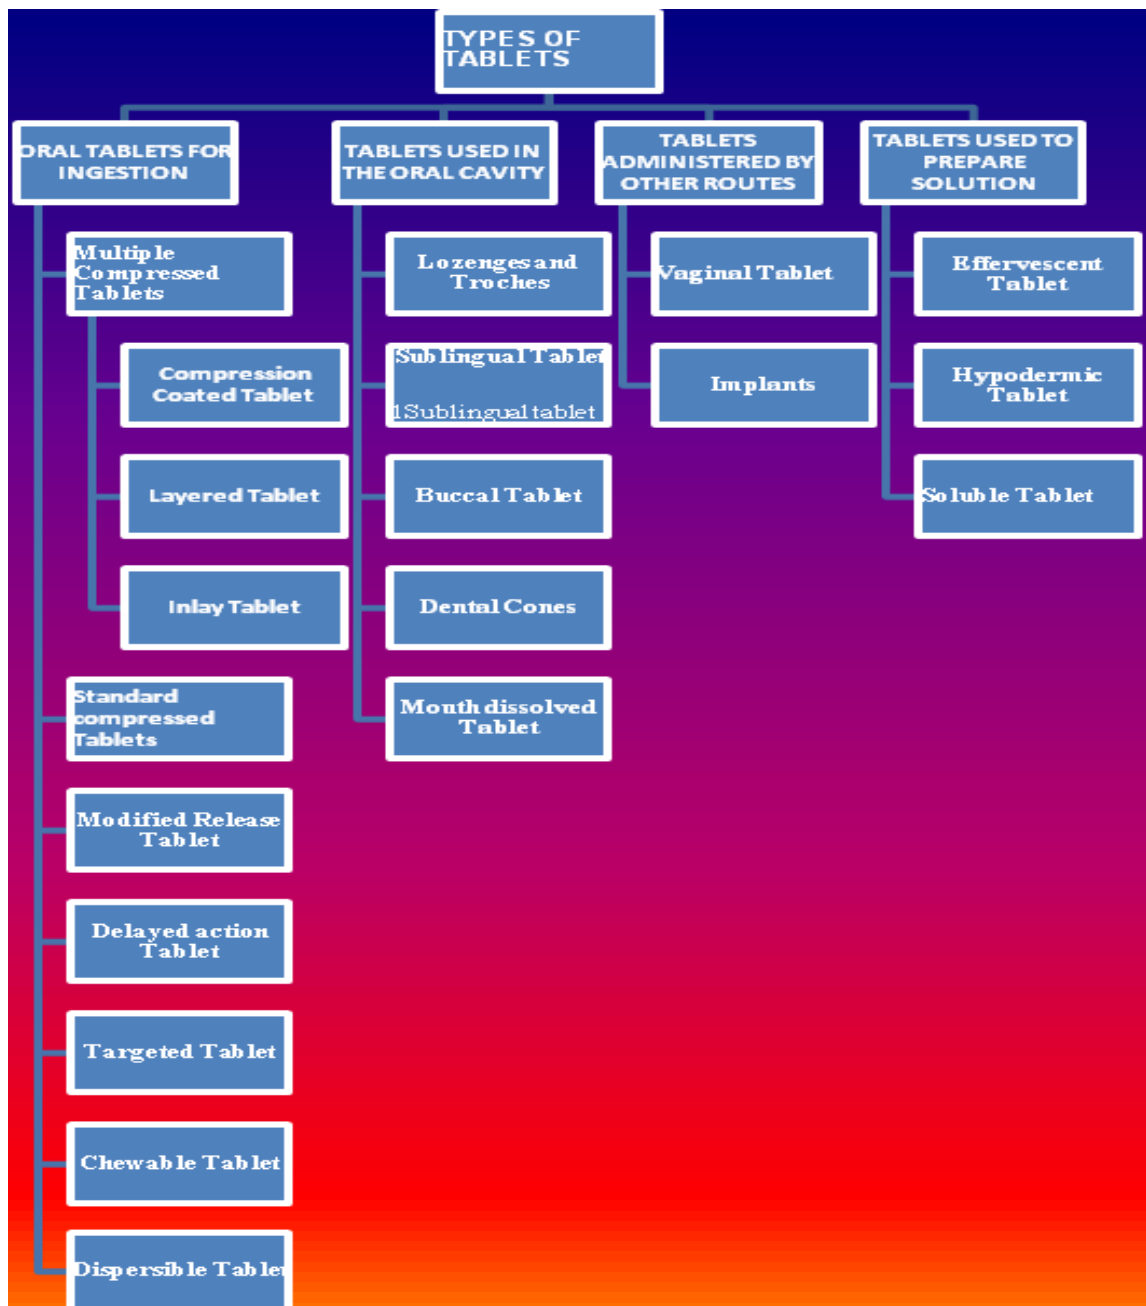 TYPES OF
TABLETS
ORAL TABLETS FOR
INGESTION
Multiple
Compressed
Tablets
Compression
Coated Tablet
Layered Tablet
Inlay Tablet
Standard
compressed
Tablets
Modified Release
Tablet
Delayed action
Tablet
Targeted Tablet
Chewable Tablet
Dispersible Tablet
TABLETS USED IN
THE ORAL CAVITY
Lozenges and
Troches
Sublingual Tablet
1Sublingual tablet
Buccal Tablet
Dental Cones
Month dissolved
Tablet
TABLETS
ADMINISTERED BY
OTHER ROUTES
Vaginal Tablet
Implants
TABLETS USED TO
PREPARE
SOLUTION
Effervescent
Tablet
Hypodermic
Tablet
Soluble Tablet